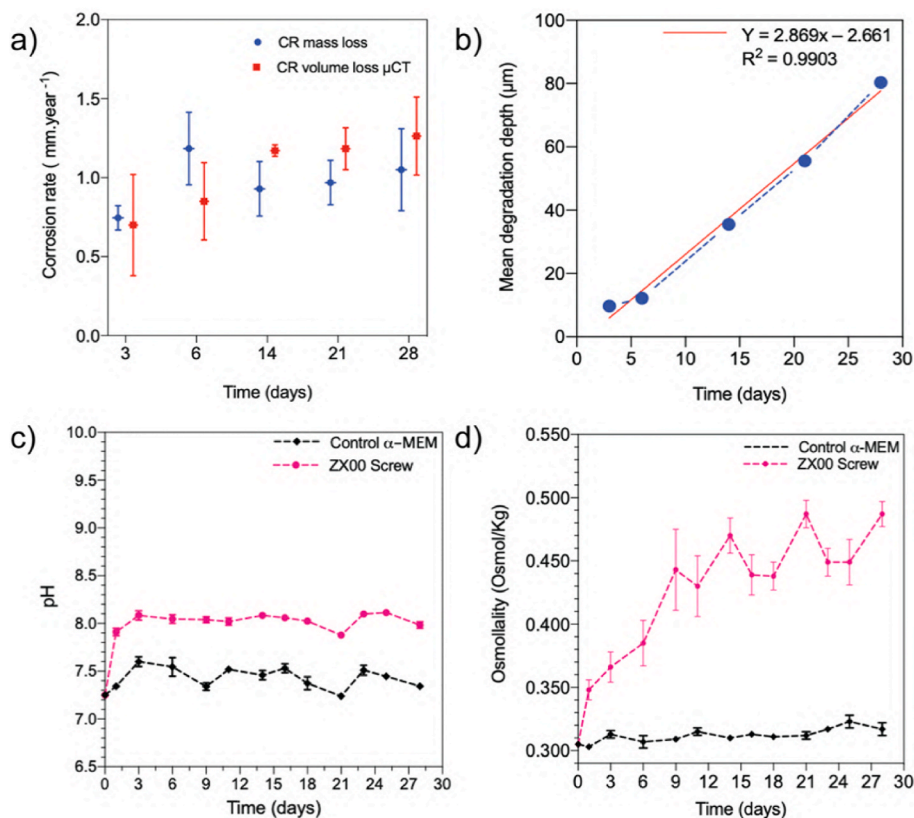 a)
CR mass loss
CR volume loss µCT
Corrosion rate ( mm.year⁻¹)
2.0
1.5
1.0
0.5
0.0
3 6 14 21 28
Time (days)
b)
Y = 2.869x – 2.661
R² = 0.9903
Mean degradation depth (µm)
100
80
60
40
20
0
0 5 10 15 20 25 30
Time (days)
c)
Control α–MEM
ZX00 Screw
pH
10.0
9.5
9.0
8.5
8.0
7.5
7.0
6.5
0 3 6 9 12 15 18 21 24 27 30
Time (days)
d)
Control α–MEM
ZX00 Screw
Osmollality (Osmol/Kg)
0.550
0.500
0.450
0.400
0.350
0.300
0 3 6 9 12 15 18 21 24 27 30
Time (days)